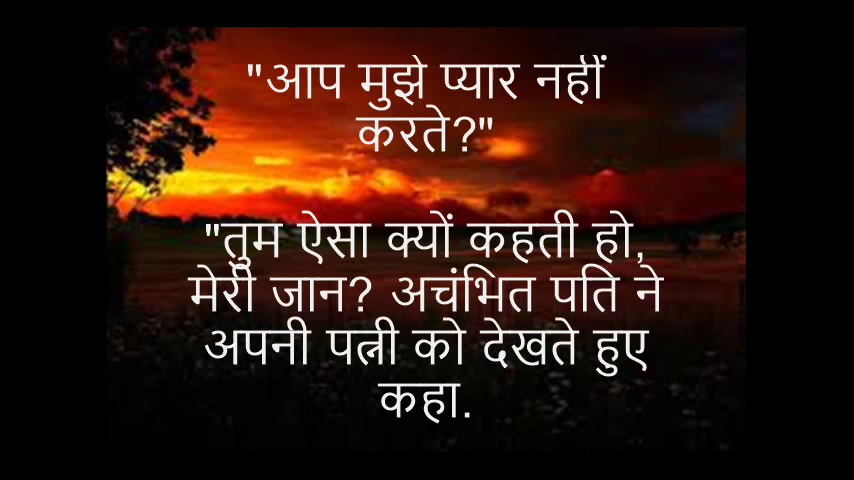 "आप मुझे प्यार नहीं
करते?"
"तुम ऐसा क्यों कहती हो,
मेरी जान? अचंभित पति ने
अपनी पत्नी को देखते हुए
कहा.